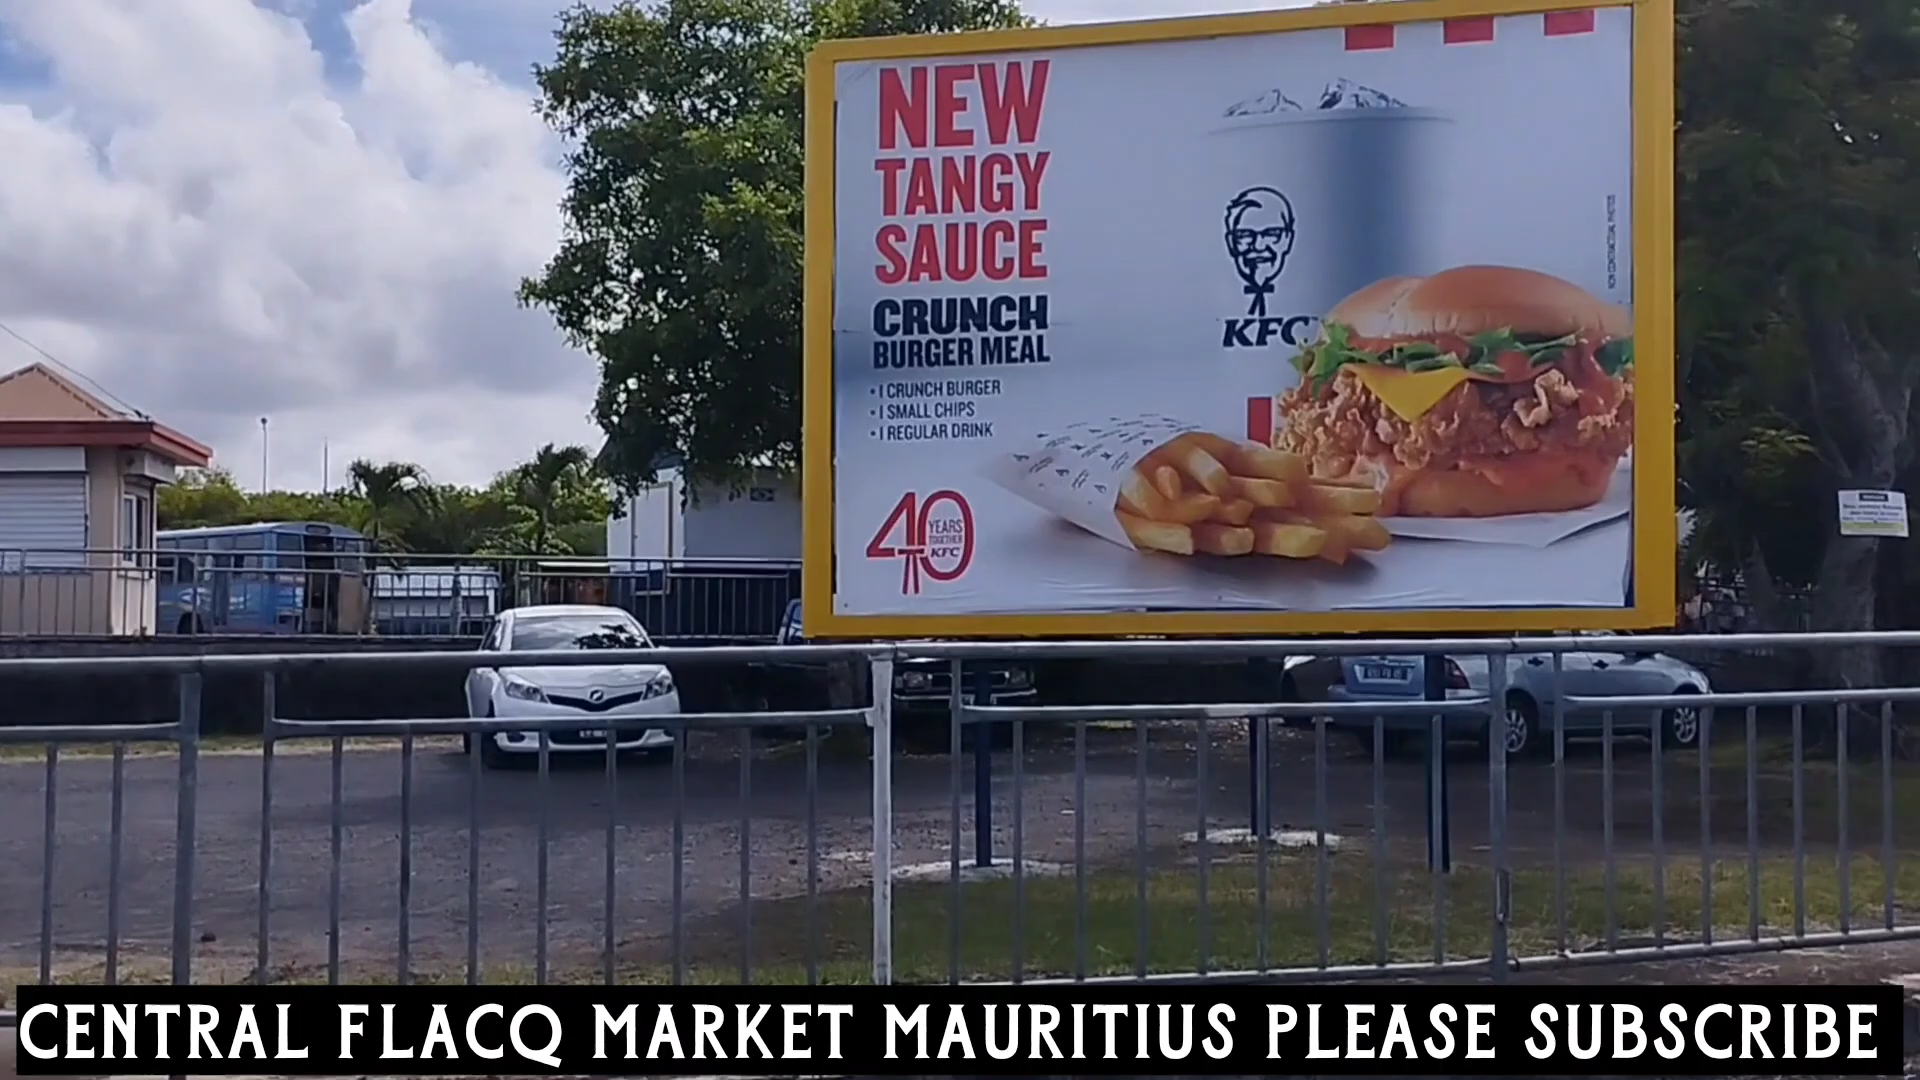 NEW
TANGY
SAUCE
CRUNCH
BURGER MEAL
• 1 CRUNCH BURGER
• 1 SMALL CHIPS
• 1 REGULAR DRINK
40
YEARS
TOGETHER
KFC
KFC
CENTRAL FLACQ MARKET MAURITIUS PLEASE SUBSCRIBE